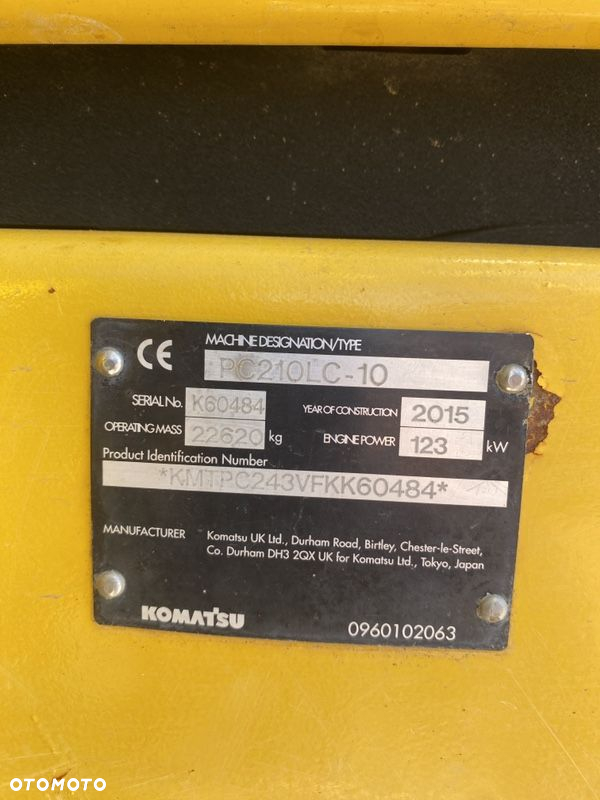 CE
MACHINE DESIGNATION/TYPE
PC210LC-10
SERIAL No. K60484 YEAR OF CONSTRUCTION 2015
OPERATING MASS 22620 kg ENGINE POWER 123 kW
Product Identification Number
*KMTPC243VFKK60484*
MANUFACTURER Komatsu UK Ltd., Durham Road, Birtley, Chester-le-Street,
Co. Durham DH3 2QX UK for Komatsu Ltd., Tokyo, Japan
KOMATSU
0960102063
OTOMOTO